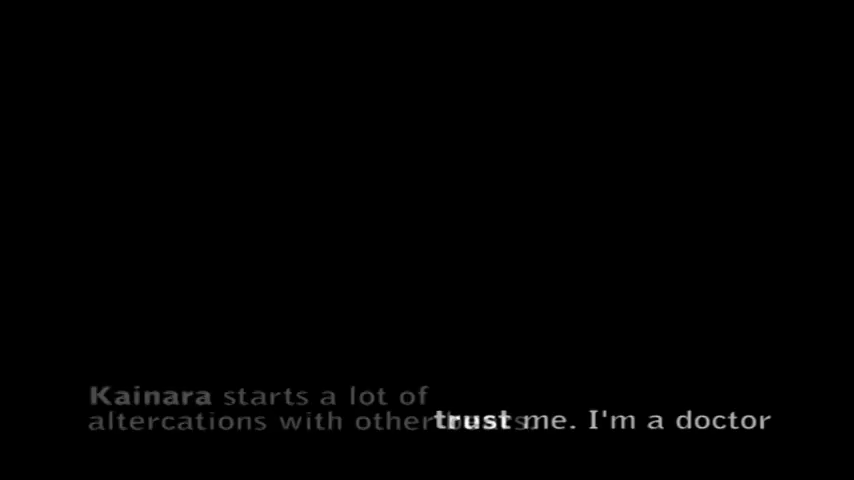 Kainara starts a lot of
altercations with other
trust me. I'm a doctor